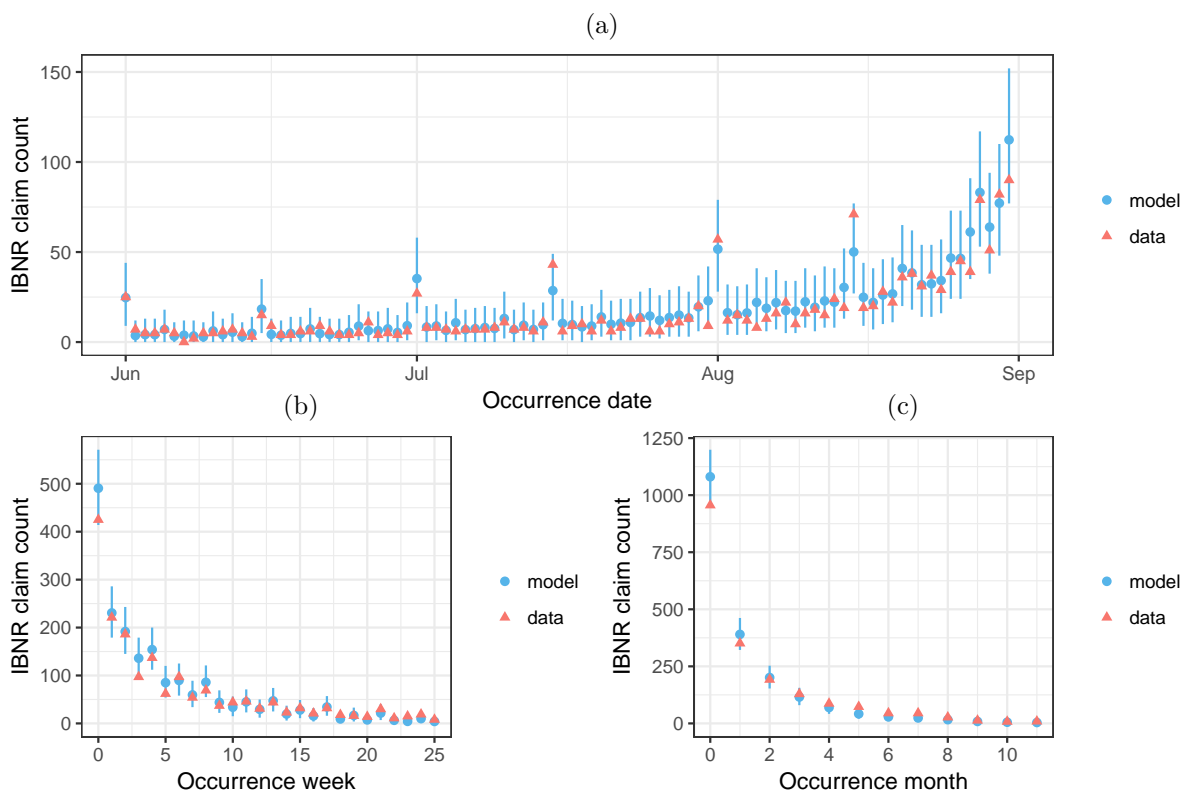 (a)
IBNR claim count
150
100
50
0
Jun
Jul
Aug
Sep
Occurrence date
model
data
(b)
IBNR claim count
500
400
300
200
100
0
0
5
10
15
20
25
Occurrence week
model
data
(c)
IBNR claim count
1250
1000
750
500
250
0
0
2
4
6
8
10
Occurrence month
model
data